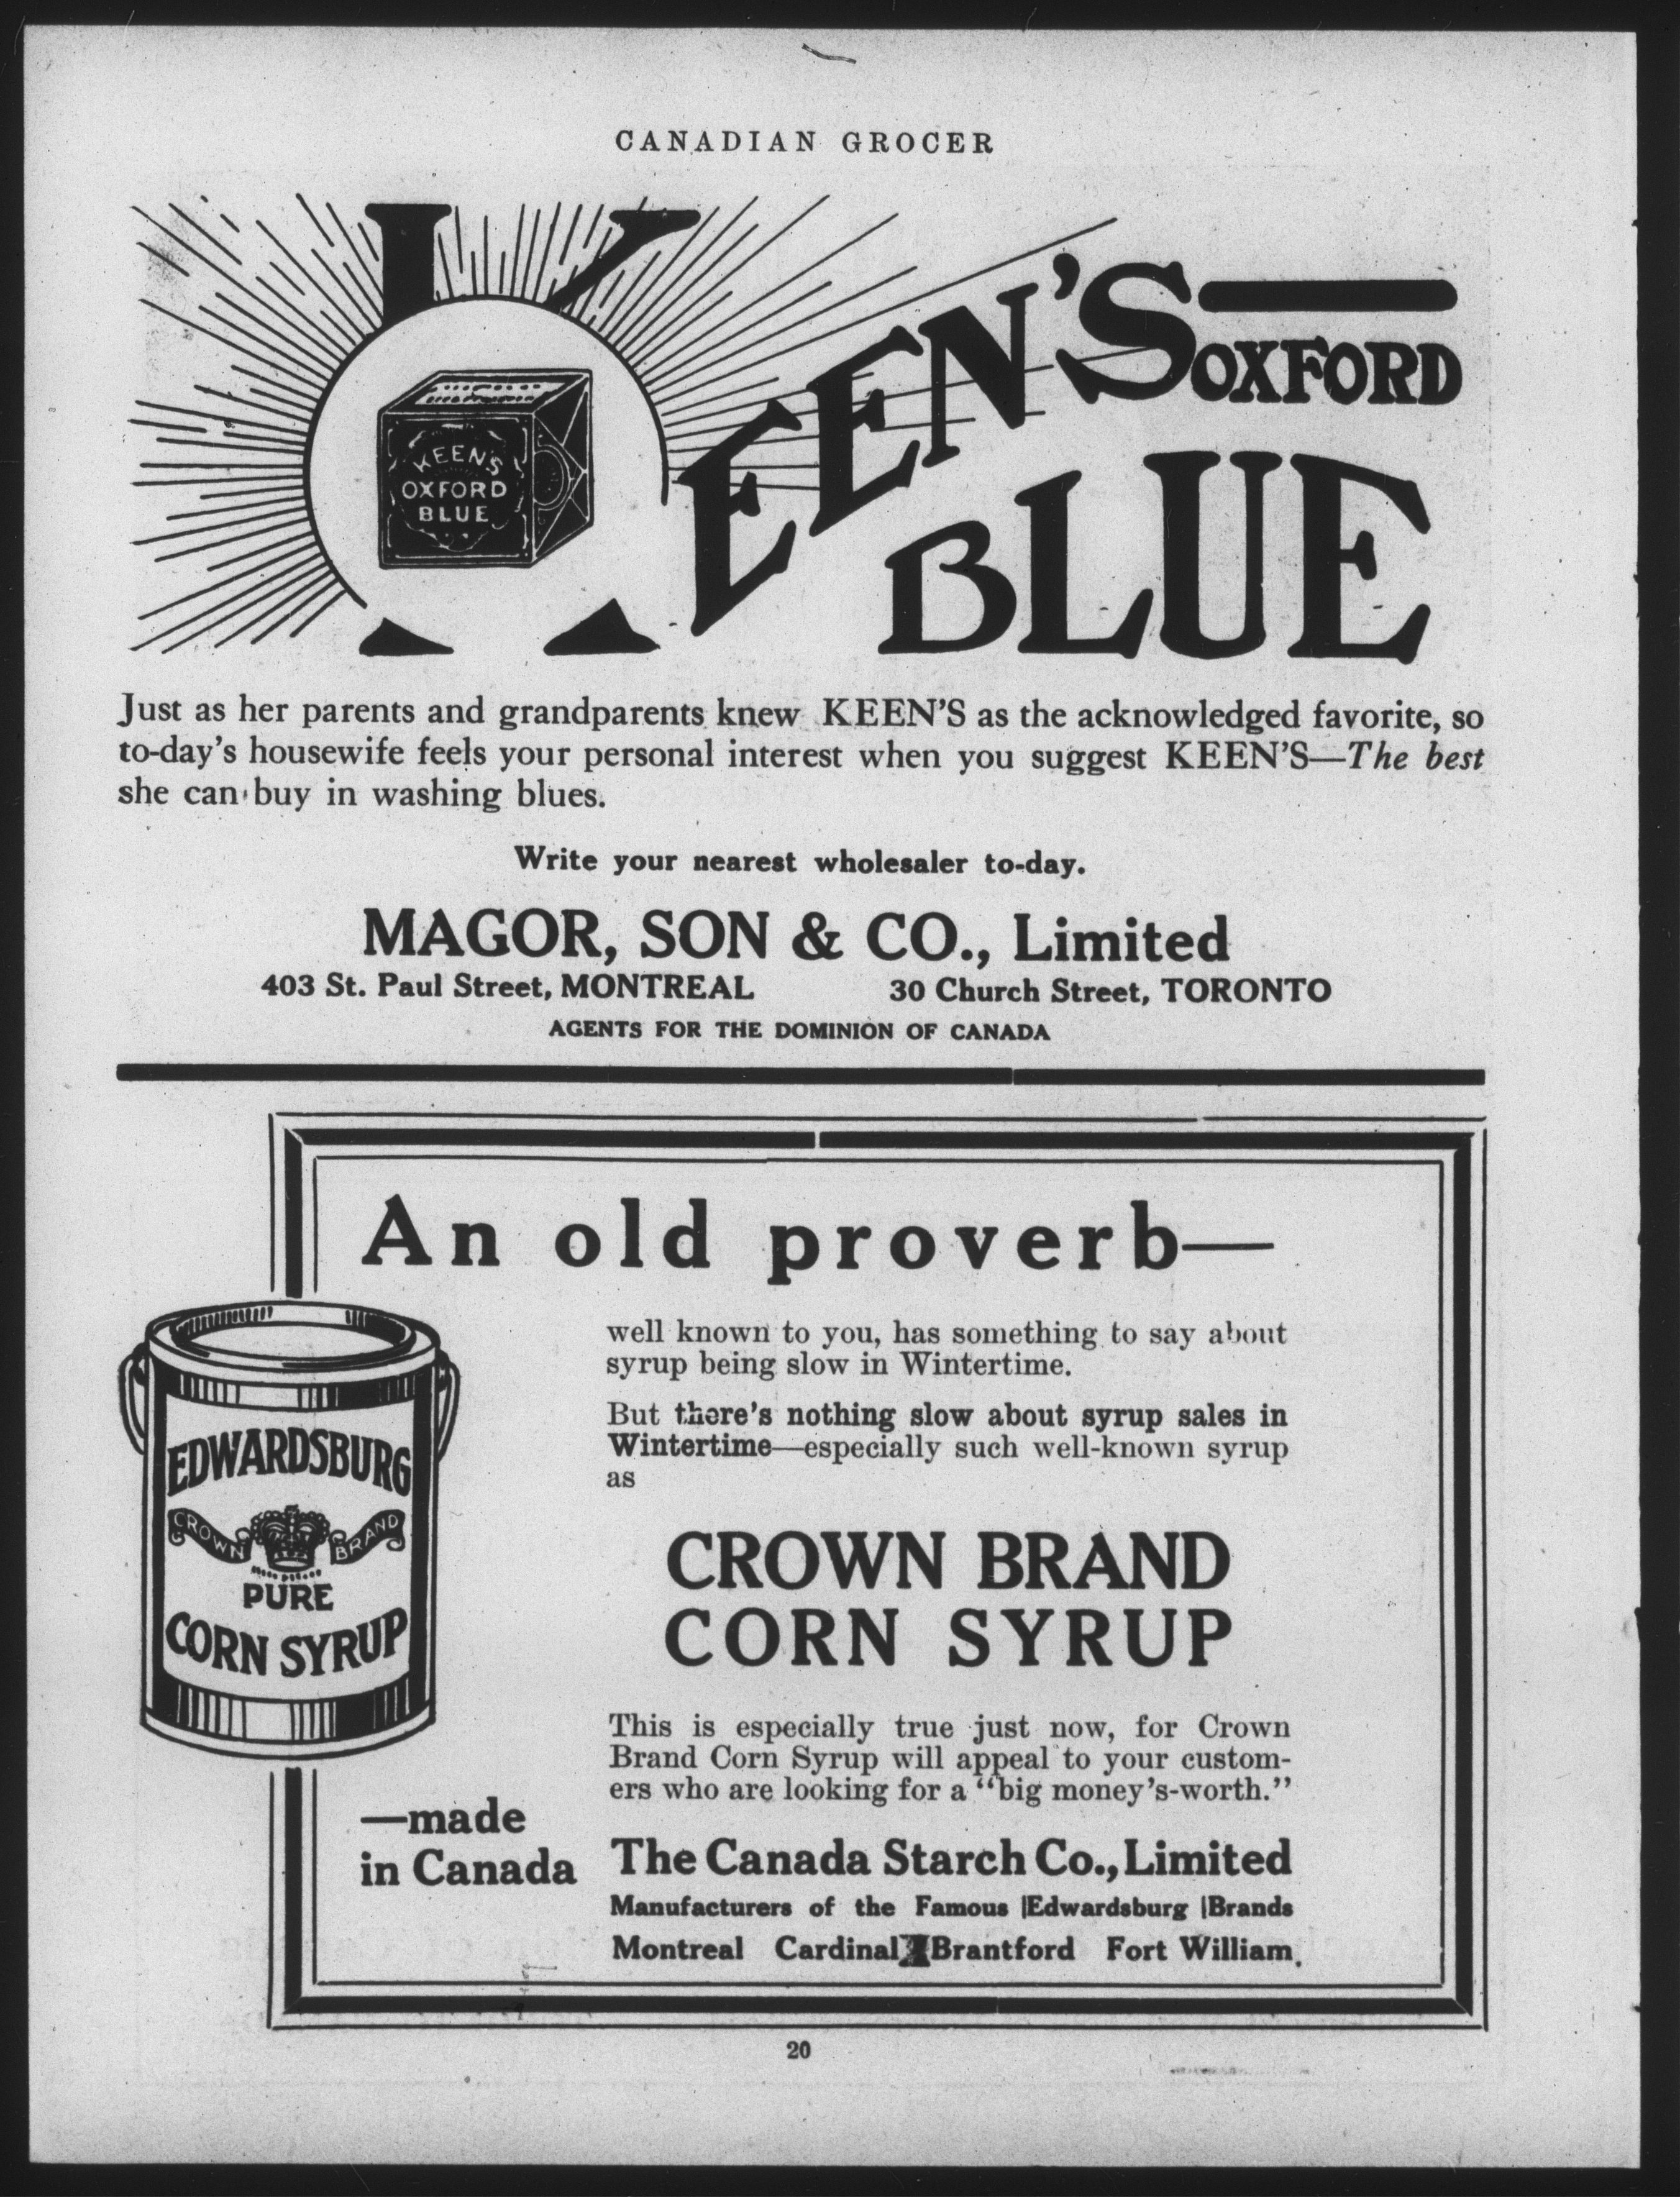 CANADIAN GROCER
KEEN'S OXFORD
BLUE
KEEN'S
OXFORD
BLUE
Just as her parents and grandparents knew KEEN'S as the acknowledged favorite, so
to-day's housewife feels your personal interest when you suggest KEEN'S—The best
she can buy in washing blues.
Write your nearest wholesaler to-day.
MAGOR, SON & CO., Limited
403 St. Paul Street, MONTREAL 30 Church Street, TORONTO
AGENTS FOR THE DOMINION OF CANADA
An old proverb—
well known to you, has something to say about
syrup being slow in Wintertime.
But there's nothing slow about syrup sales in
Wintertime—especially such well-known syrup
as
CROWN BRAND
CORN SYRUP
EDWARDSBURG
CROWN BRAND
PURE
CORN SYRUP
This is especially true just now, for Crown
Brand Corn Syrup will appeal to your custom-
ers who are looking for a "big money's-worth."
—made
in Canada
The Canada Starch Co., Limited
Manufacturers of the Famous Edwardsburg Brands
Montreal Cardinal Brantford Fort William
20